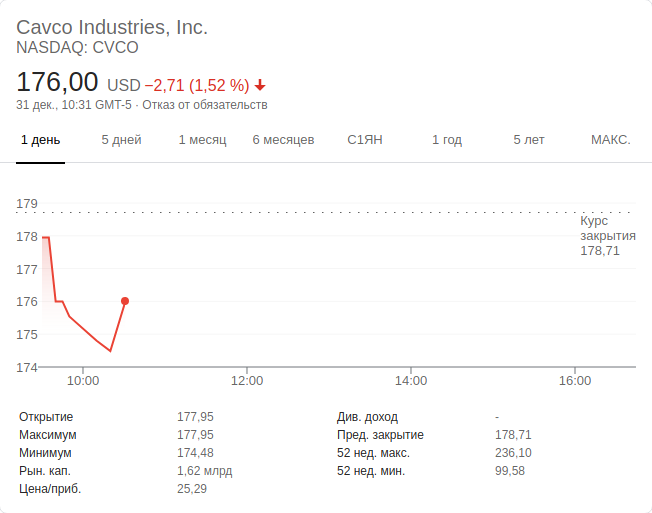 Cavco Industries, Inc.
NASDAQ: CVCO
176,00 USD −2,71 (1,52 %)
31 дек., 10:31 GMT-5 · Отказ от обязательств
1 день 5 дней 1 месяц 6 месяцев С1ЯН 1 год 5 лет МАКС.
179
Курс
закрытия
178,71
178
177
176
175
174
10:00 12:00 14:00 16:00
Открытие 177,95 Див. доход -
Максимум 177,95 Пред. закрытие 178,71
Минимум 174,48 52 нед. макс. 236,10
Рын. кап. 1,62 млрд 52 нед. мин. 99,58
Цена/приб. 25,29